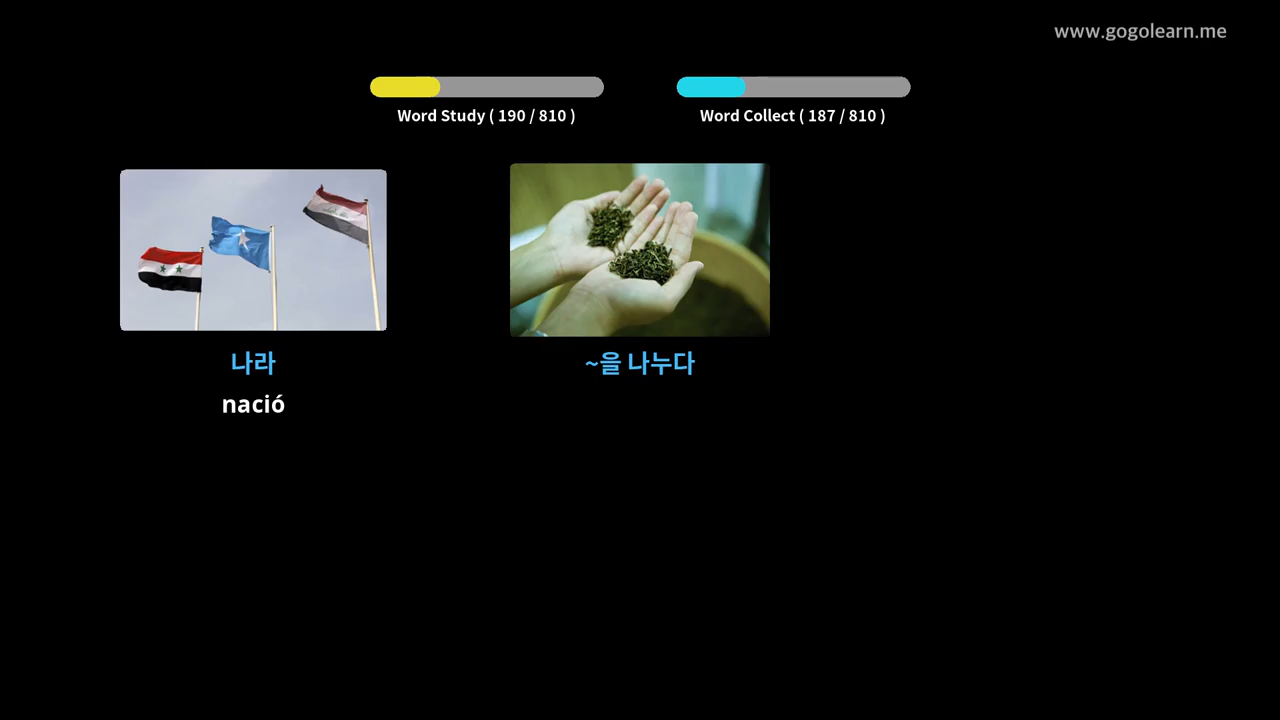 www.gogolearn.me
Word Study ( 190 / 810 )
Word Collect ( 187 / 810 )
나라
nació
~을 나누다